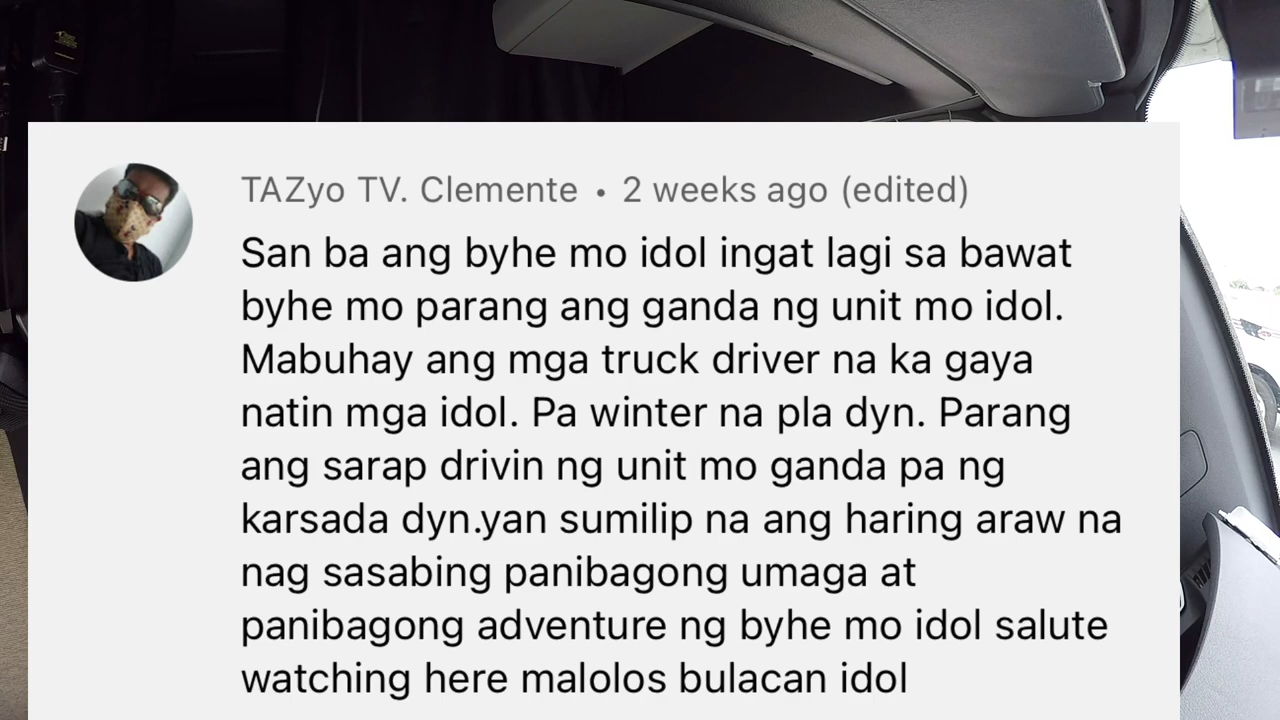 TAZyo TV. Clemente • 2 weeks ago (edited)
San ba ang byhe mo idol ingat lagi sa bawat
byhe mo parang ang ganda ng unit mo idol.
Mabuhay ang mga truck driver na ka gaya
natin mga idol. Pa winter na pla dyn. Parang
ang sarap drivin ng unit mo ganda pa ng
karsada dyn.yan sumilip na ang haring araw na
nag sasabing panibagong umaga at
panibagong adventure ng byhe mo idol salute
watching here malolos bulacan idol